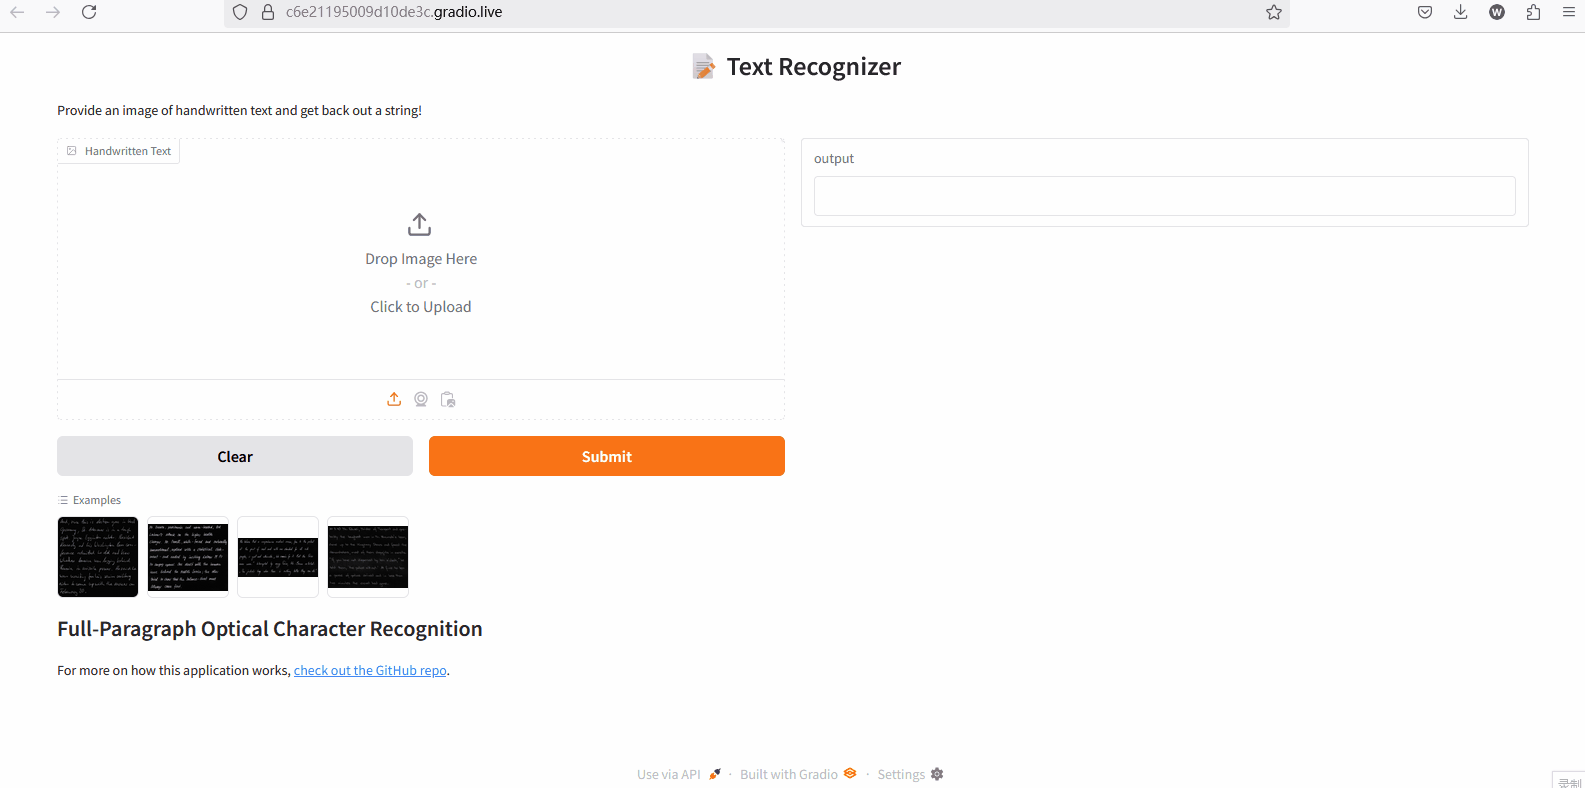 c6e21195009d10de3c.gradio.live
W
Text Recognizer
Provide an image of handwritten text and get back out a string!
Handwritten Text
output
Drop Image Here
- or -
Click to Upload
Clear
Submit
Examples
Full-Paragraph Optical Character Recognition
For more on how this application works, check out the GitHub repo.
Use via API · Built with Gradio · Settings